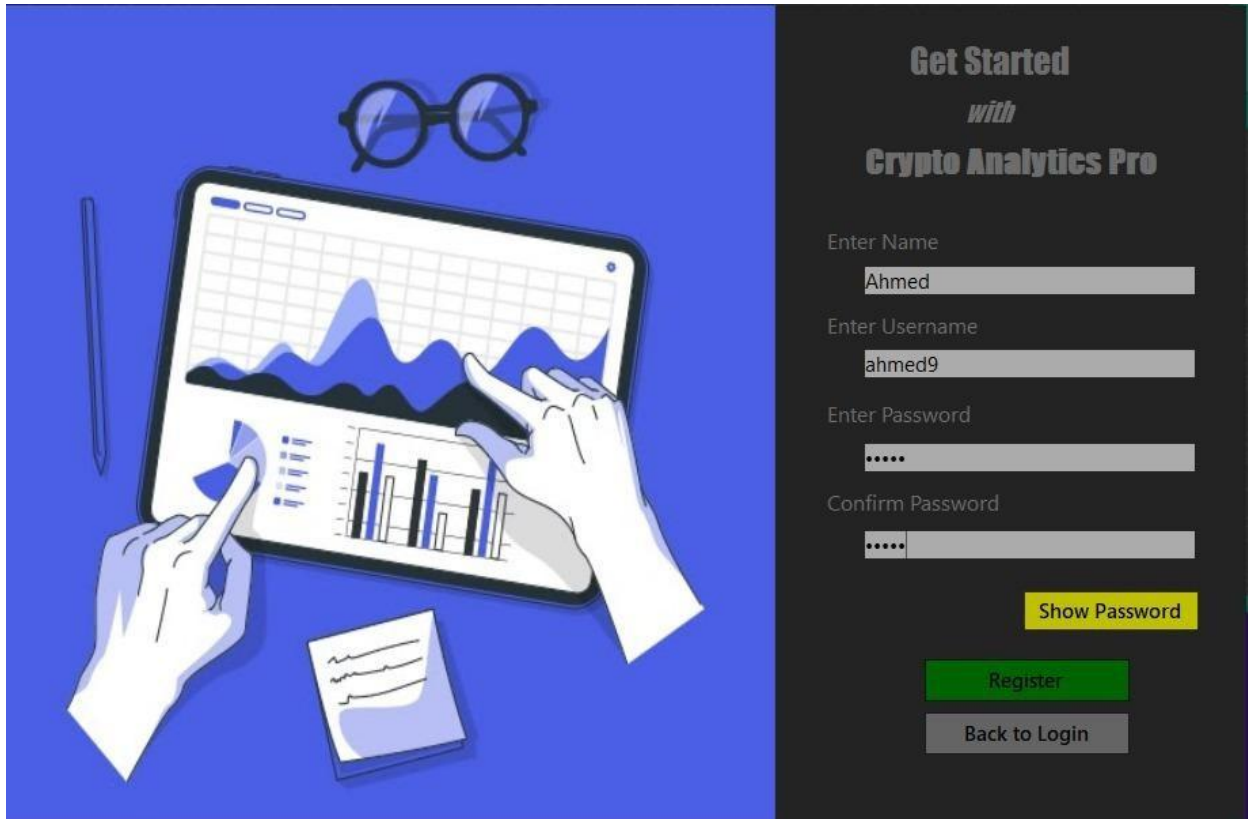 Get Started
with
Crypto Analytics Pro
Enter Name
Ahmed
Enter Username
ahmed9
Enter Password
•••••
Confirm Password
•••••
Show Password
Register
Back to Login